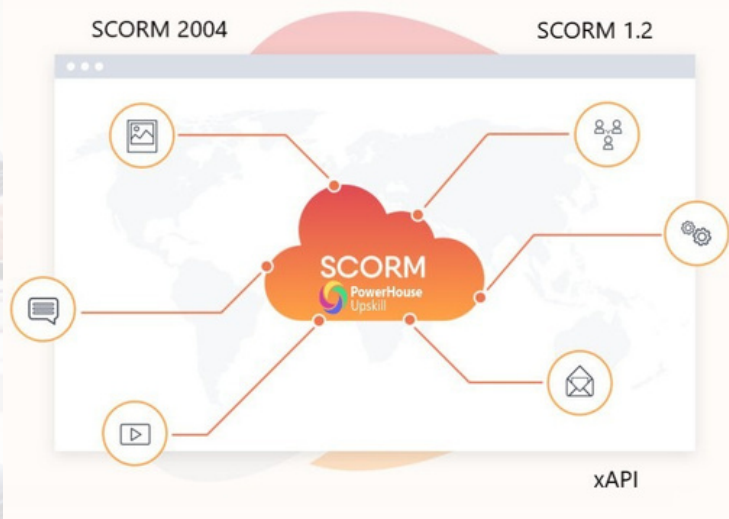 SCORM 2004
SCORM 1.2
SCORM
PowerHouse
Upskill
xAPI